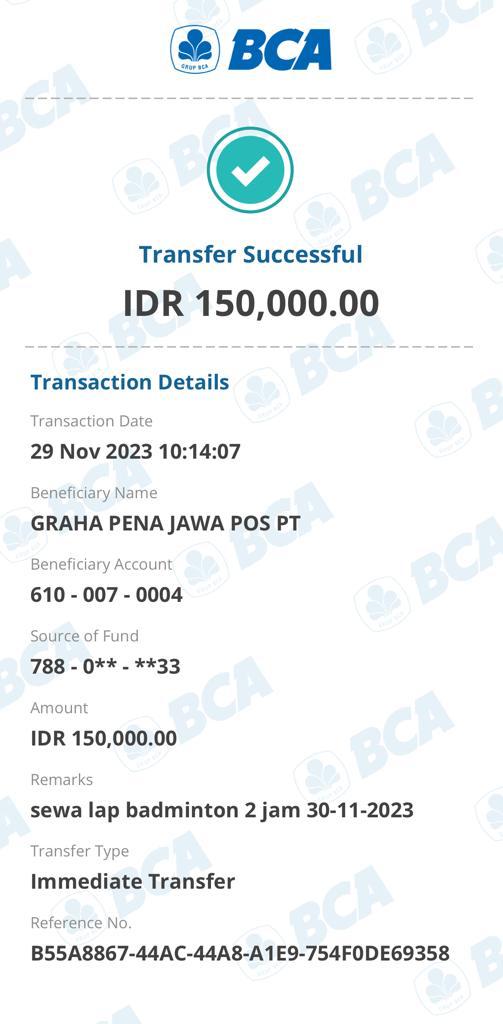 GRUP BCA
BCA
Transfer Successful
IDR 150,000.00
Transaction Details
Transaction Date
29 Nov 2023 10:14:07
Beneficiary Name
GRAHA PENA JAWA POS PT
Beneficiary Account
610 - 007 - 0004
Source of Fund
788 - 0** - **33
Amount
IDR 150,000.00
Remarks
sewa lap badminton 2 jam 30-11-2023
Transfer Type
Immediate Transfer
Reference No.
B55A8867-44AC-44A8-A1E9-754F0DE69358